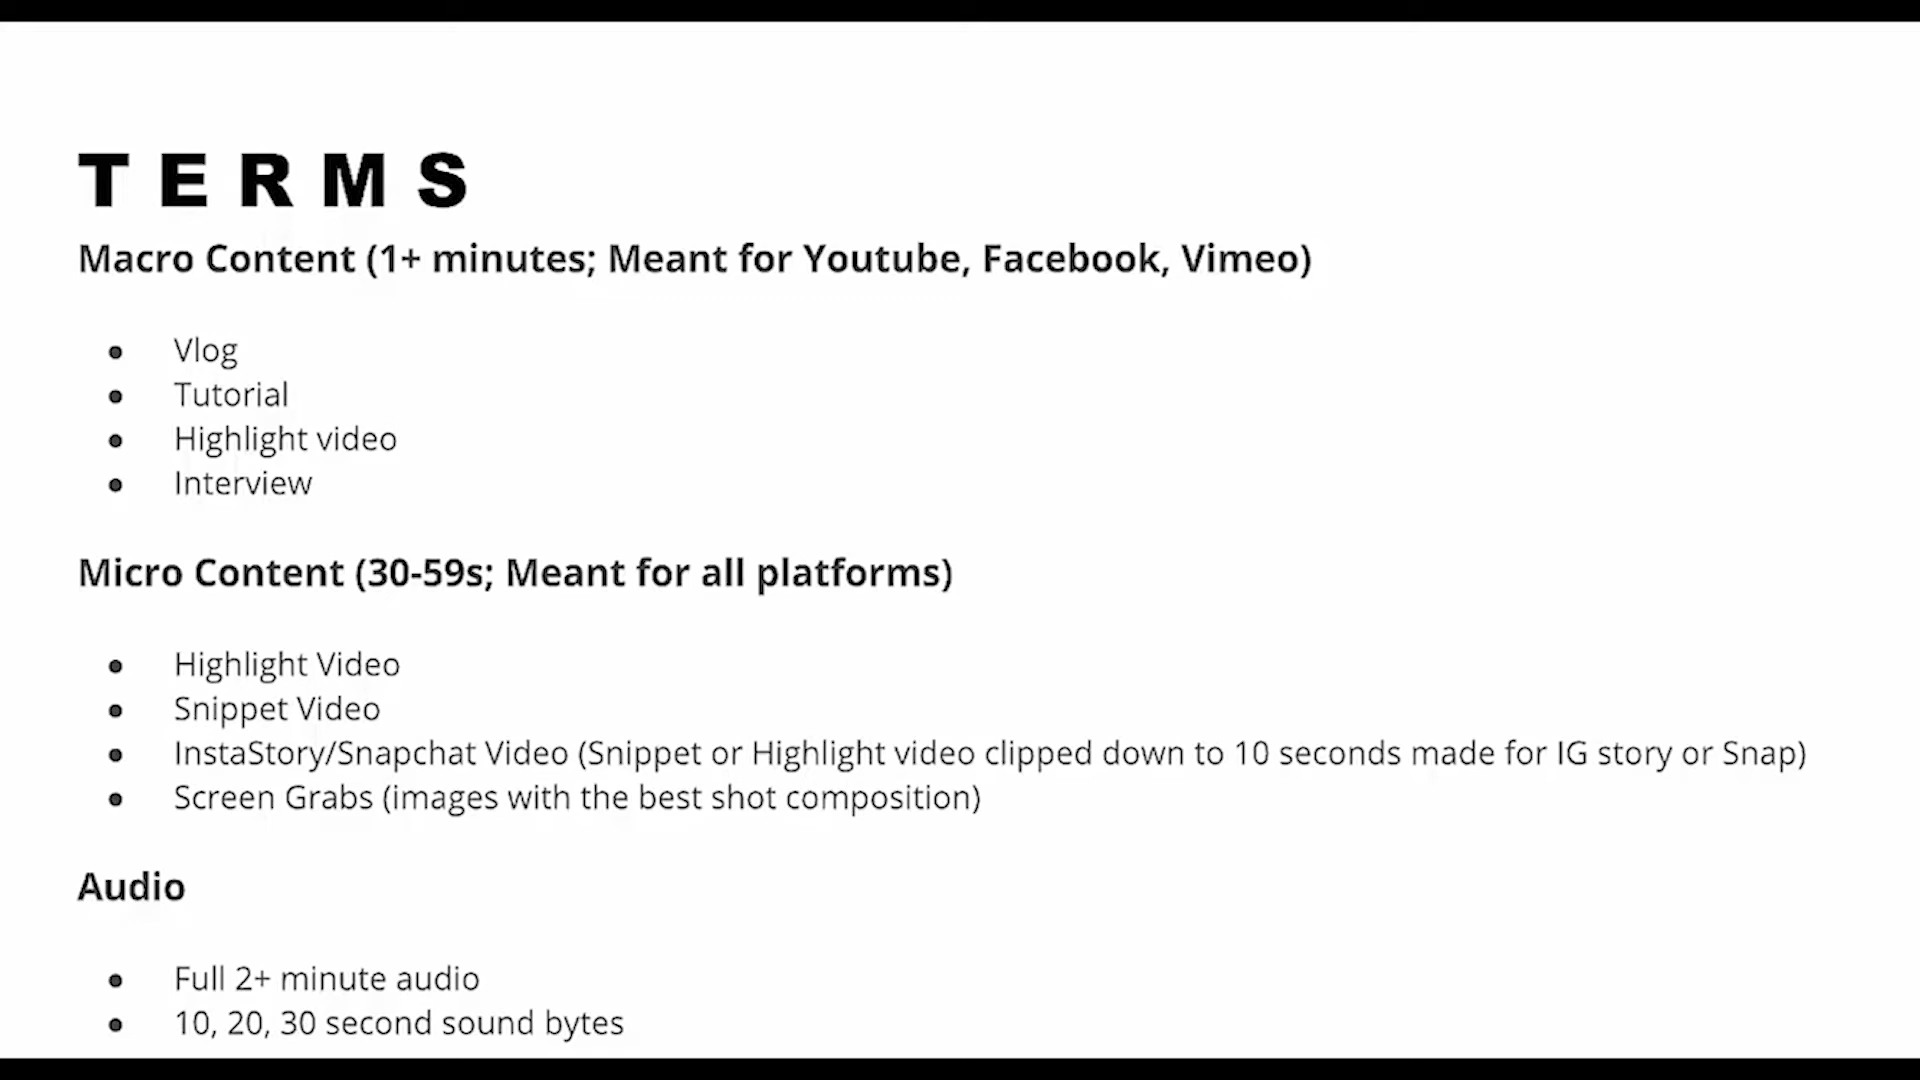 TERMS
Macro Content (1+ minutes; Meant for Youtube, Facebook, Vimeo)
● Vlog
● Tutorial
● Highlight video
● Interview
Micro Content (30-59s; Meant for all platforms)
● Highlight Video
● Snippet Video
● InstaStory/Snapchat Video (Snippet or Highlight video clipped down to 10 seconds made for IG story or Snap)
● Screen Grabs (images with the best shot composition)
Audio
● Full 2+ minute audio
● 10, 20, 30 second sound bytes